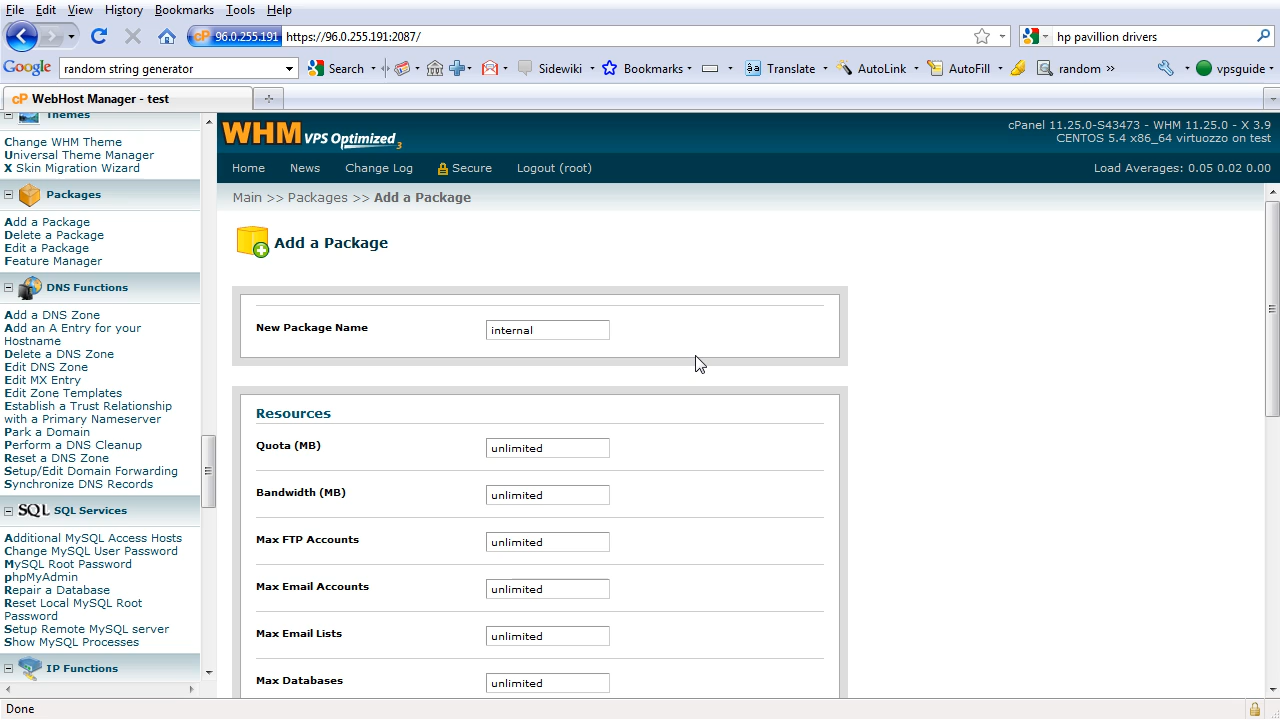 File Edit View History Bookmarks Tools Help
cP 96.0.255.191 https://96.0.255.191:2087/ hp pavillion drivers
Google random string generator Search Sidewiki Bookmarks Translate AutoLink AutoFill random » vpsguide
cP WebHost Manager - test
Themes
Change WHM Theme
Universal Theme Manager
X Skin Migration Wizard
Packages
Add a Package
Delete a Package
Edit a Package
Feature Manager
DNS Functions
Add a DNS Zone
Add an A Entry for your
Hostname
Delete a DNS Zone
Edit DNS Zone
Edit MX Entry
Edit Zone Templates
Establish a Trust Relationship
with a Primary Nameserver
Park a Domain
Perform a DNS Cleanup
Reset a DNS Zone
Setup/Edit Domain Forwarding
Synchronize DNS Records
SQL SQL Services
Additional MySQL Access Hosts
Change MySQL User Password
MySQL Root Password
phpMyAdmin
Repair a Database
Reset Local MySQL Root
Password
Setup Remote MySQL server
Show MySQL Processes
IP Functions
WHM VPS Optimized 3
cPanel 11.25.0-S43473 - WHM 11.25.0 - X 3.9
CENTOS 5.4 x86_64 virtuozzo on test
Home News Change Log Secure Logout (root)
Load Averages: 0.05 0.02 0.00
Main >> Packages >> Add a Package
Add a Package
New Package Name internal
Resources
Quota (MB) unlimited
Bandwidth (MB) unlimited
Max FTP Accounts unlimited
Max Email Accounts unlimited
Max Email Lists unlimited
Max Databases unlimited
Done